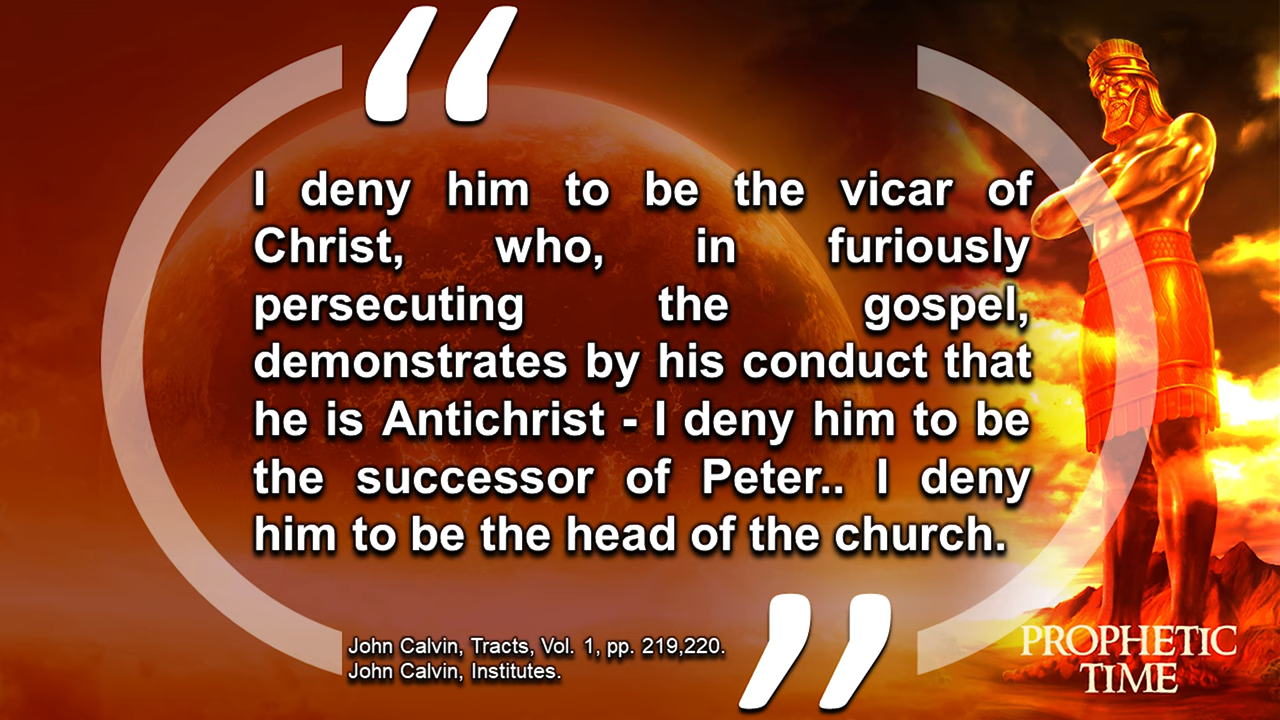 “
I deny him to be the vicar of
Christ, who, in furiously
persecuting the gospel,
demonstrates by his conduct that
he is Antichrist - I deny him to be
the successor of Peter.. I deny
him to be the head of the church.
”
John Calvin, Tracts, Vol. 1, pp. 219,220.
John Calvin, Institutes.
PROPHETIC
TIME